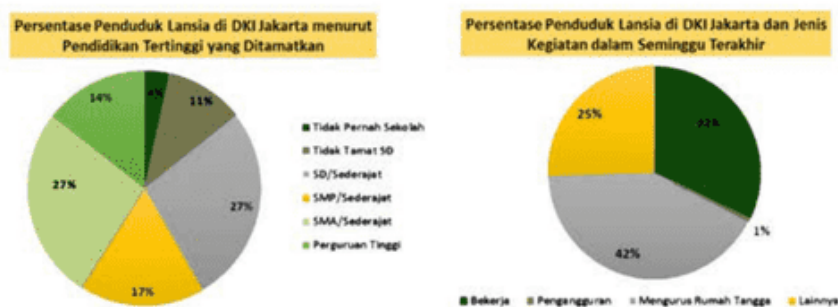 Persentase Penduduk Lansia di DKI Jakarta menurut
Pendidikan Tertinggi yang Ditamatkan
4%
11%
14%
27%
27%
17%
Tidak Pernah Sekolah
Tidak Tamat SD
SD/Sederajat
SMP/Sederajat
SMA/Sederajat
Perguruan Tinggi
Persentase Penduduk Lansia di DKI Jakarta dan Jenis
Kegiatan dalam Seminggu Terakhir
25%
1%
42%
Bekerja Pengangguran Mengurus Rumah Tangga Lainnya